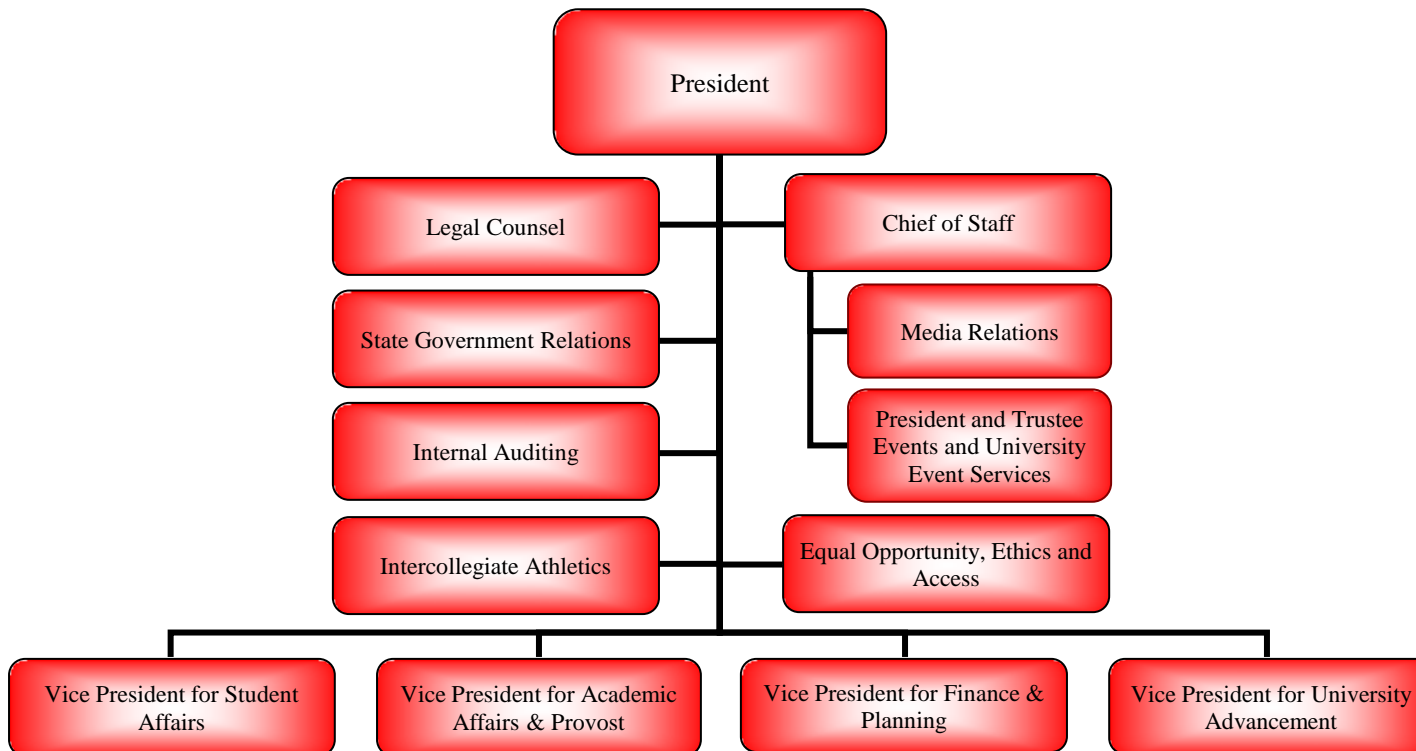 President
Legal Counsel
Chief of Staff
State Government Relations
Media Relations
Internal Auditing
President and Trustee
Events and University
Event Services
Intercollegiate Athletics
Equal Opportunity, Ethics and
Access
Vice President for Student
Affairs
Vice President for Academic
Affairs & Provost
Vice President for Finance &
Planning
Vice President for University
Advancement